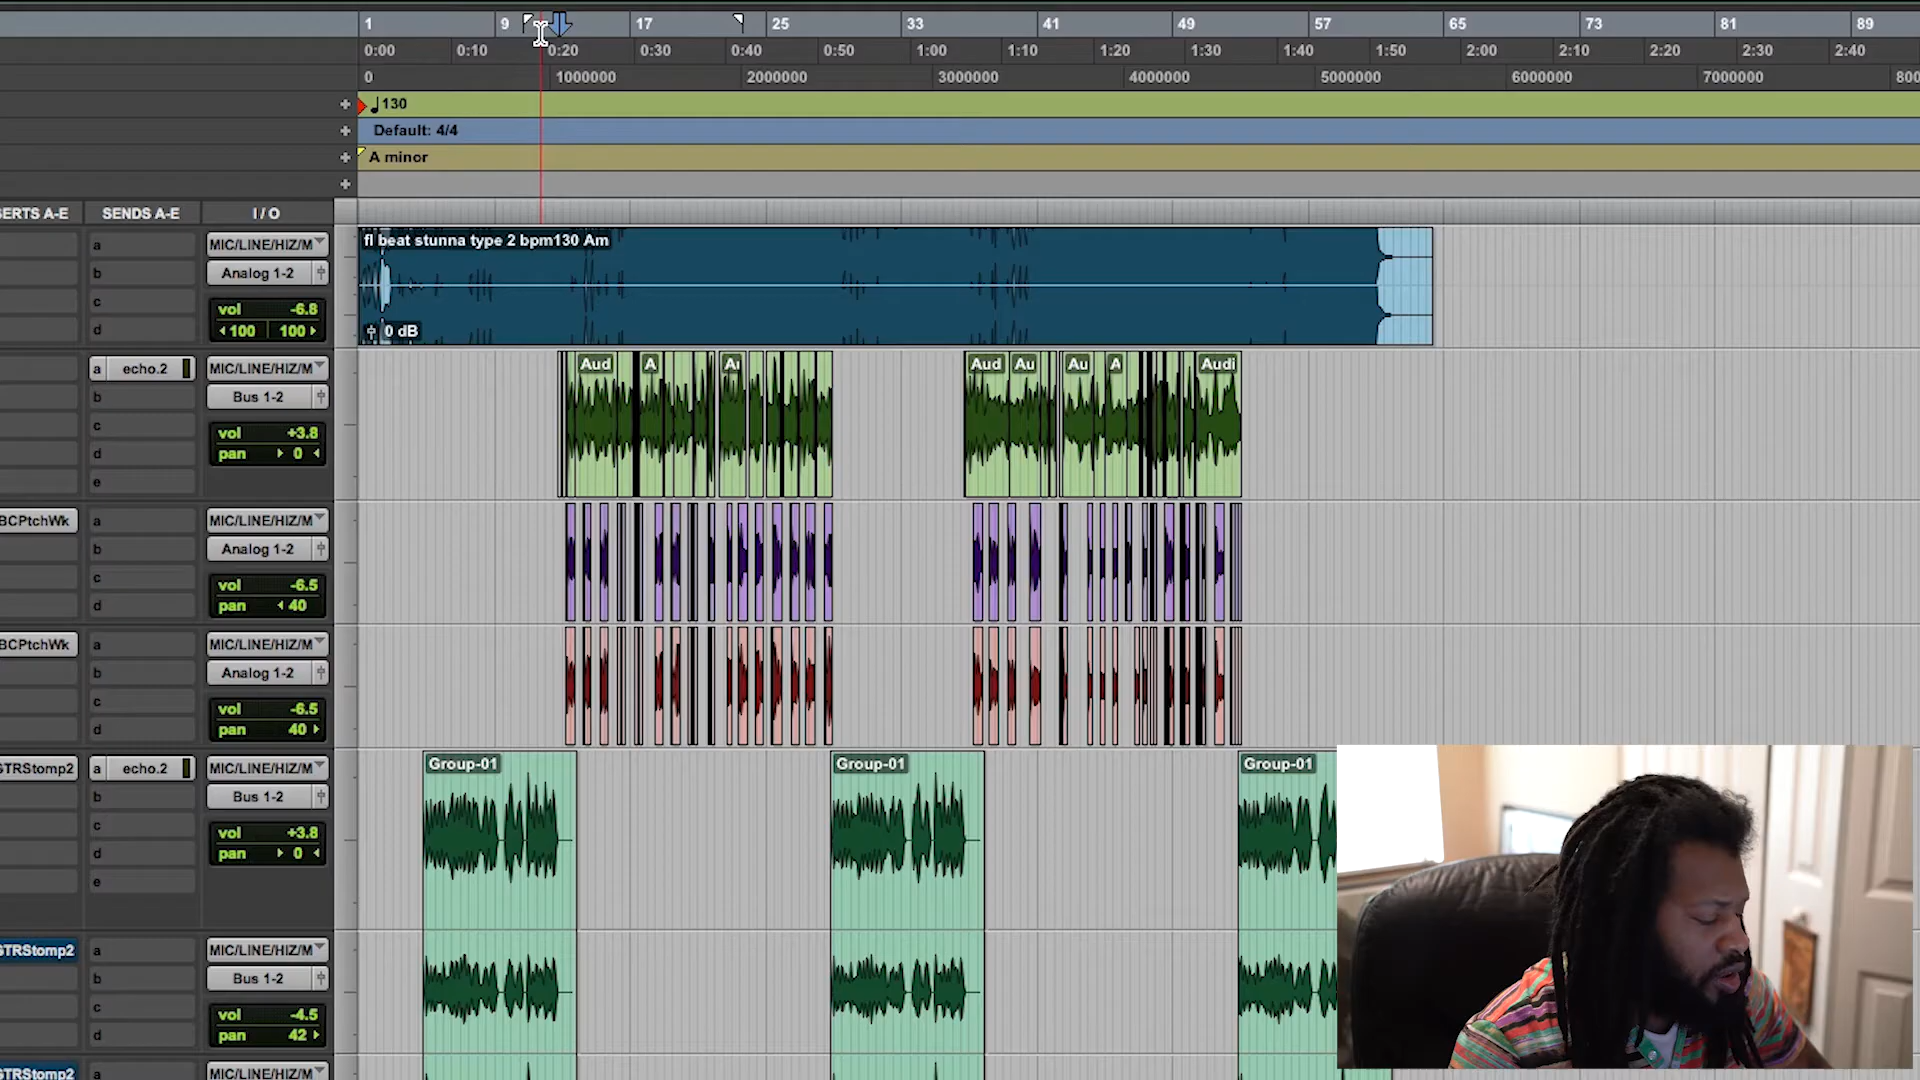 1 9 17 25 33 41 49 57 65 73 81 89
0:00 0:10 0:20 0:30 0:40 0:50 1:00 1:10 1:20 1:30 1:40 1:50 2:00 2:10 2:20 2:30 2:40
0 1000000 2000000 3000000 4000000 5000000 6000000 7000000 800
130
Default: 4/4
A minor
SERTS A-E SENDS A-E I / O
a MIC/LINE/HIZ/M fl beat stunna type 2 bpm130 Am
b Analog 1-2
c
vol -6.8
d 100 100 0 dB
a echo.2 MIC/LINE/HIZ/M Aud A Au Aud Au Au A Audi
b Bus 1-2
c
vol +3.8
d pan 0
e
BCPtchWk a MIC/LINE/HIZ/M
b Analog 1-2
c
vol -6.5
d pan 40
BCPtchWk a MIC/LINE/HIZ/M
b Analog 1-2
c
vol -6.5
d pan 40
GTRStomp2 a echo.2 MIC/LINE/HIZ/M Group-01 Group-01 Group-01
b Bus 1-2
c
vol +3.8
d pan 0
e
GTRStomp2 a MIC/LINE/HIZ/M
b Bus 1-2
c
vol -4.5
d pan 42
GTRStomp2 a MIC/LINE/HIZ/M